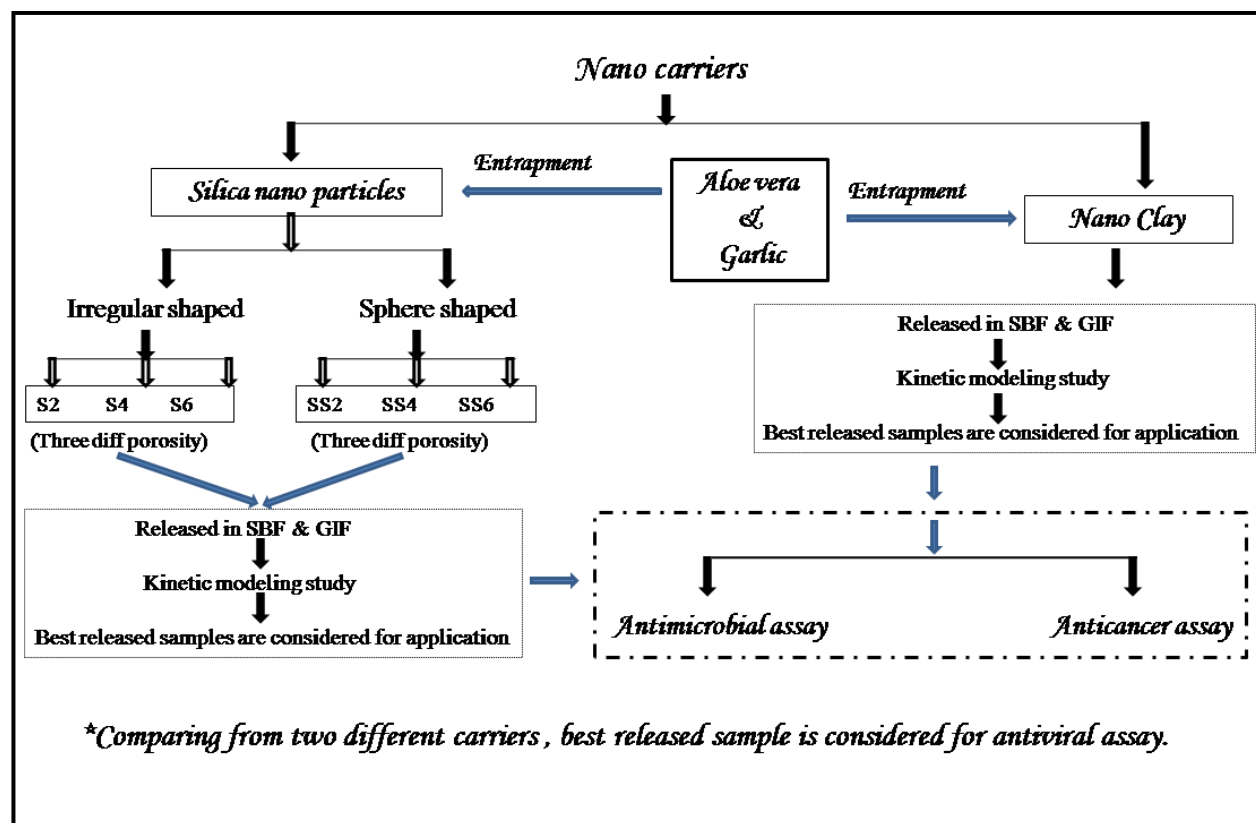 Nano carriers
Entrapment
Silica nano particles
Aloe vera
&
Garlic
Entrapment
Nano Clay
Irregular shaped
Sphere shaped
S2 S4 S6
SS2 SS4 SS6
(Three diff porosity)
(Three diff porosity)
Released in SBF & GIF
Kinetic modeling study
Best released samples are considered for application
Released in SBF & GIF
Kinetic modeling study
Best released samples are considered for application
Antimicrobial assay
Anticancer assay
*Comparing from two different carriers , best released sample is considered for antiviral assay.